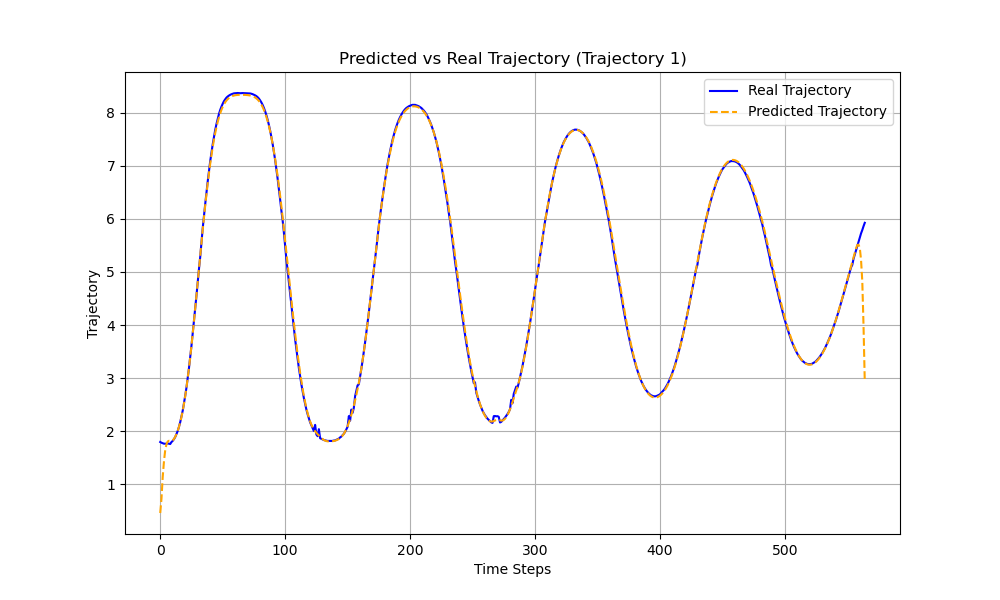 Predicted vs Real Trajectory (Trajectory 1)
Real Trajectory
Predicted Trajectory
8
7
6
5
4
3
2
1
Trajectory
0 100 200 300 400 500
Time Steps